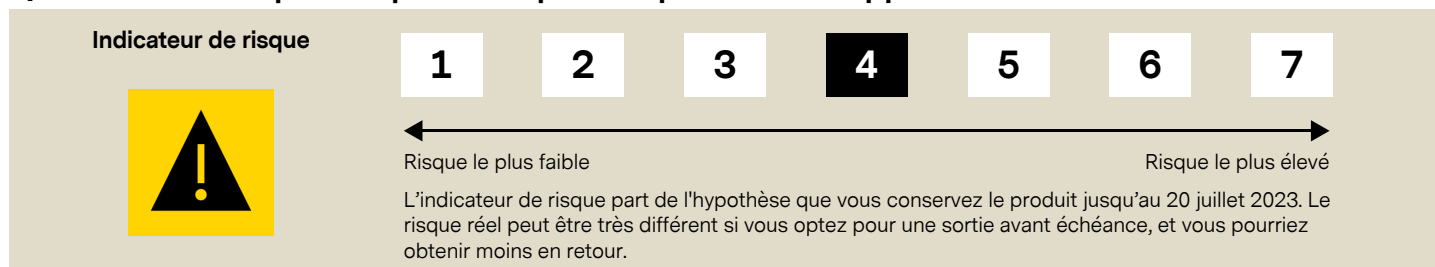 Indicateur de risque
1 2 3 4 5 6 7
Risque le plus faible Risque le plus élevé
L'indicateur de risque part de l'hypothèse que vous conservez le produit jusqu'au 20 juillet 2023. Le
risque réel peut être très différent si vous optez pour une sortie avant échéance, et vous pourriez
obtenir moins en retour.